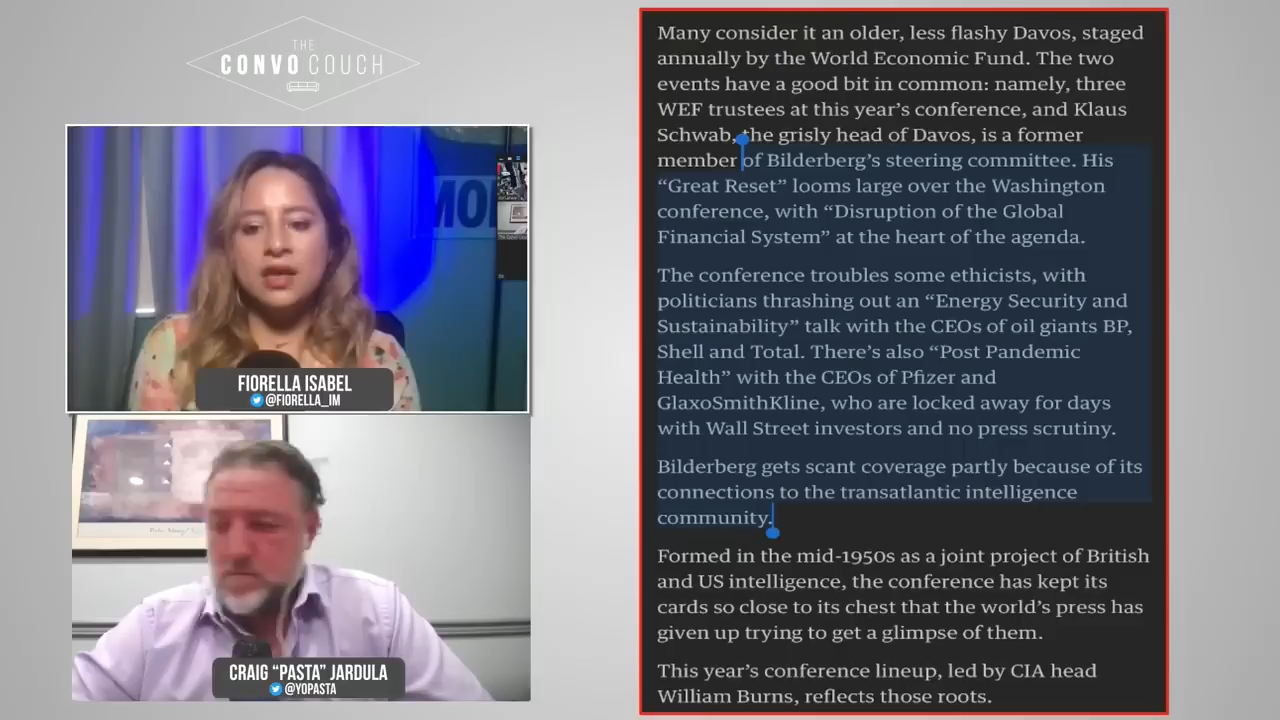 THE
CONVO COUCH
MO
FIORELLA ISABEL
@FIORELLA_IM
CRAIG “PASTA” JARDULA
@YOPASTA
Many consider it an older, less flashy Davos, staged
annually by the World Economic Fund. The two
events have a good bit in common: namely, three
WEF trustees at this year’s conference, and Klaus
Schwab, the grisly head of Davos, is a former
member of Bilderberg’s steering committee. His
“Great Reset” looms large over the Washington
conference, with “Disruption of the Global
Financial System” at the heart of the agenda.
The conference troubles some ethicists, with
politicians thrashing out an “Energy Security and
Sustainability” talk with the CEOs of oil giants BP,
Shell and Total. There’s also “Post Pandemic
Health” with the CEOs of Pfizer and
GlaxoSmithKline, who are locked away for days
with Wall Street investors and no press scrutiny.
Bilderberg gets scant coverage partly because of its
connections to the transatlantic intelligence
community.
Formed in the mid-1950s as a joint project of British
and US intelligence, the conference has kept its
cards so close to its chest that the world’s press has
given up trying to get a glimpse of them.
This year’s conference lineup, led by CIA head
William Burns, reflects those roots.